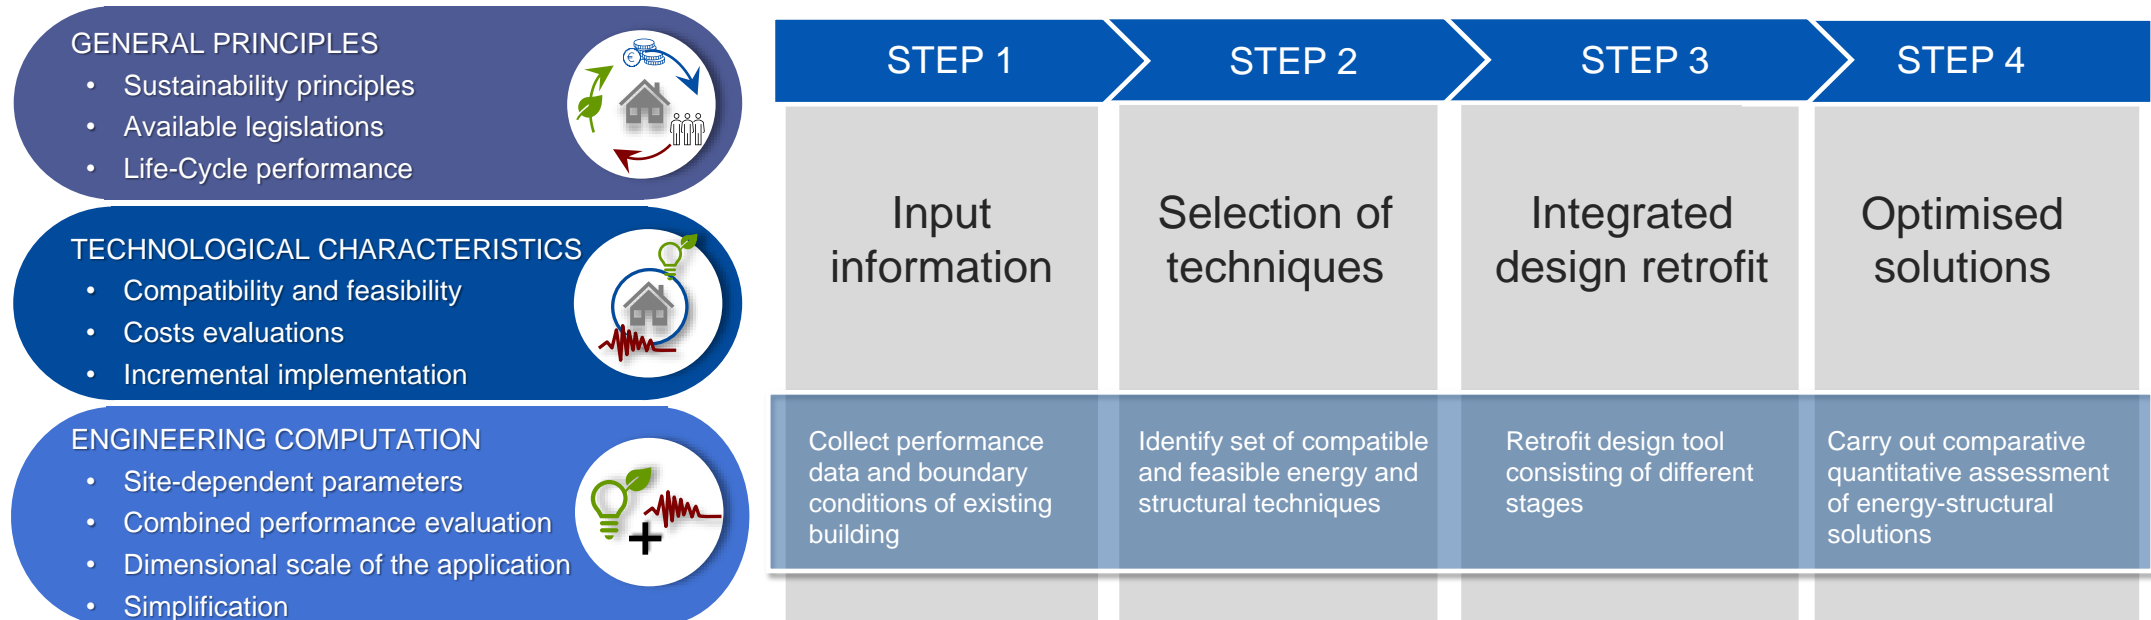 GENERAL PRINCIPLES
• Sustainability principles
• Available legislations
• Life-Cycle performance
TECHNOLOGICAL CHARACTERISTICS
• Compatibility and feasibility
• Costs evaluations
• Incremental implementation
ENGINEERING COMPUTATION
• Site-dependent parameters
• Combined performance evaluation
• Dimensional scale of the application
• Simplification
€
+
STEP 1
STEP 2
STEP 3
STEP 4
Input
information
Selection of
techniques
Integrated
design retrofit
Optimised
solutions
Collect performance
data and boundary
conditions of existing
building
Identify set of compatible
and feasible energy and
structural techniques
Retrofit design tool
consisting of different
stages
Carry out comparative
quantitative assessment
of energy-structural
solutions